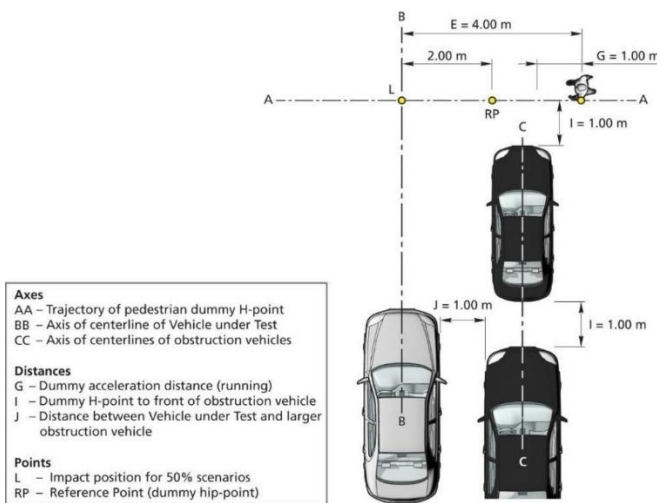 B
E = 4.00 m
2.00 m
G = 1.00 m
L
A
A
RP
C
I = 1.00 m
J = 1.00 m
I = 1.00 m
B
C
Axes
AA – Trajectory of pedestrian dummy H-point
BB – Axis of centerline of Vehicle under Test
CC – Axis of centerlines of obstruction vehicles
Distances
G – Dummy acceleration distance (running)
I – Dummy H-point to front of obstruction vehicle
J – Distance between Vehicle under Test and larger
obstruction vehicle
Points
L – Impact position for 50% scenarios
RP – Reference Point (dummy hip-point)